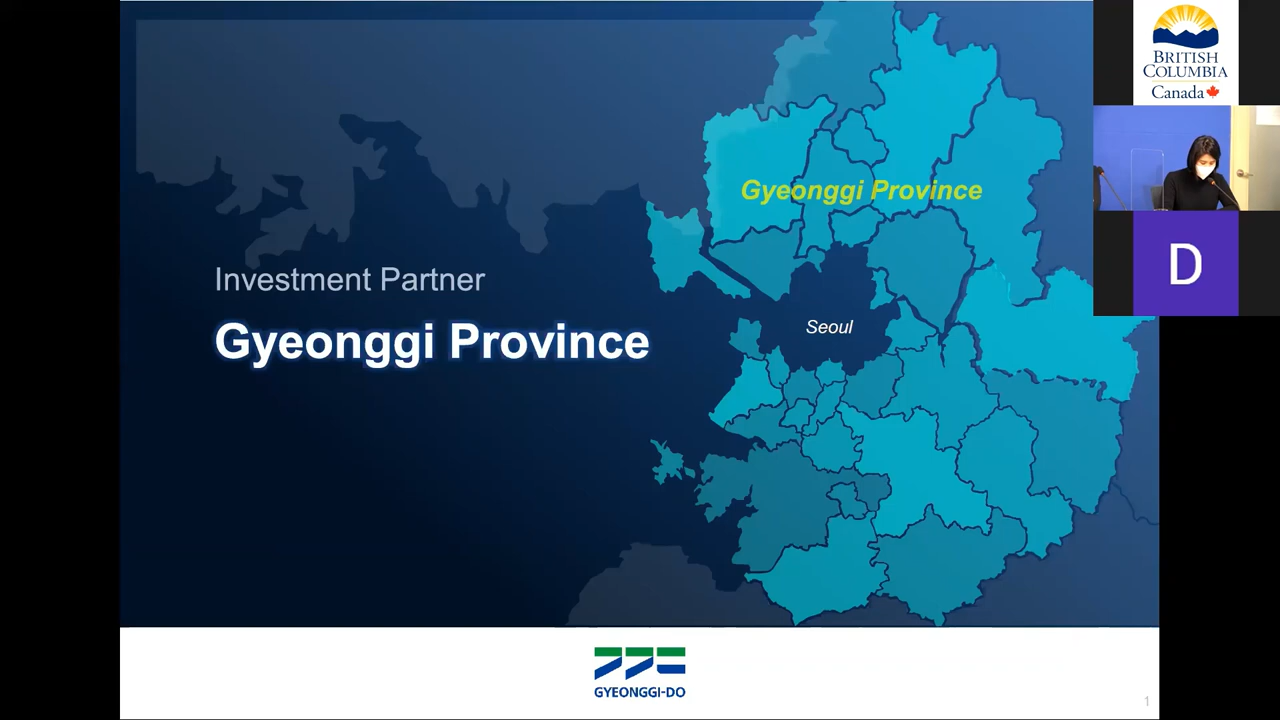 Investment Partner
Gyeonggi Province
Gyeonggi Province
Seoul
GYEONGGI-DO
1
BRITISH
COLUMBIA
Canada
D